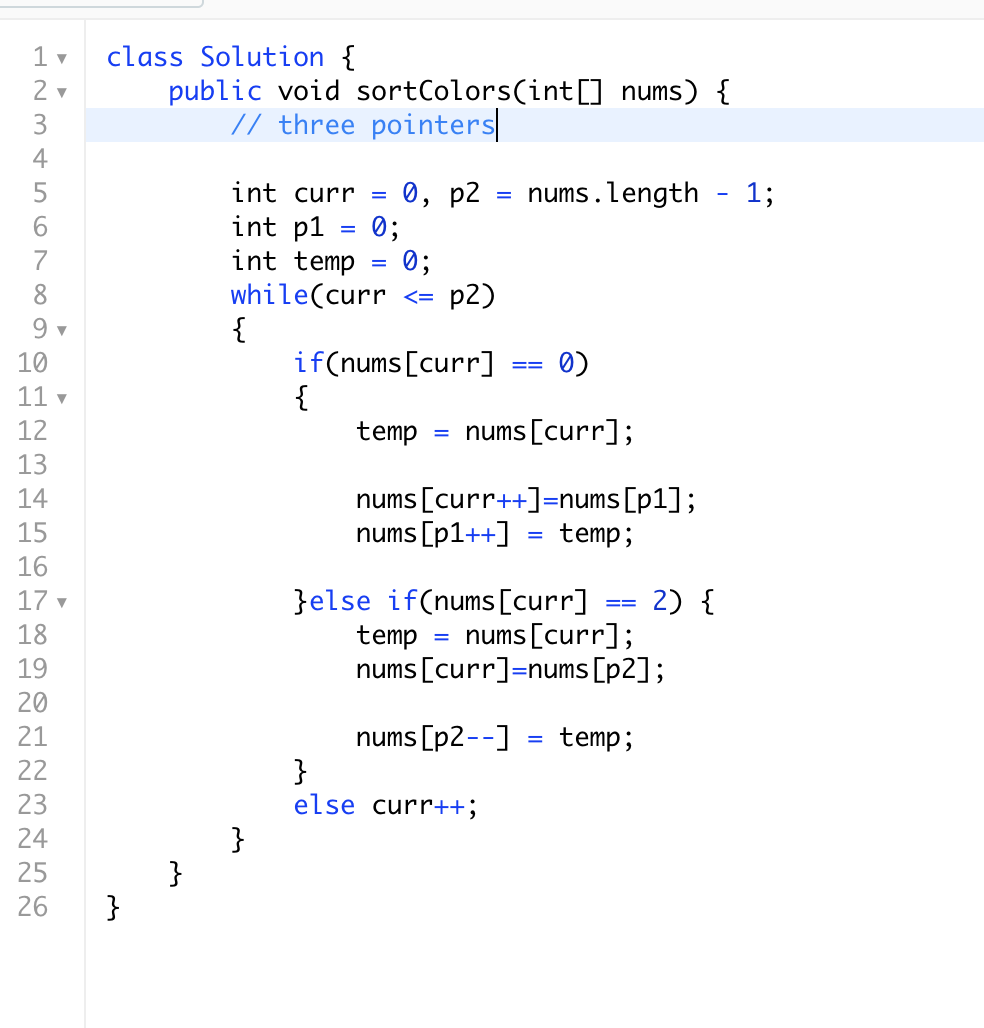 1 class Solution {
2 public void sortColors(int[] nums) {
3 // three pointers
4
5 int curr = 0, p2 = nums.length - 1;
6 int p1 = 0;
7 int temp = 0;
8 while(curr <= p2)
9 {
10 if(nums[curr] == 0)
11 {
12 temp = nums[curr];
13
14 nums[curr++]=nums[p1];
15 nums[p1++] = temp;
16
17 }else if(nums[curr] == 2) {
18 temp = nums[curr];
19 nums[curr]=nums[p2];
20
21 nums[p2--] = temp;
22 }
23 else curr++;
24 }
25 }
26 }